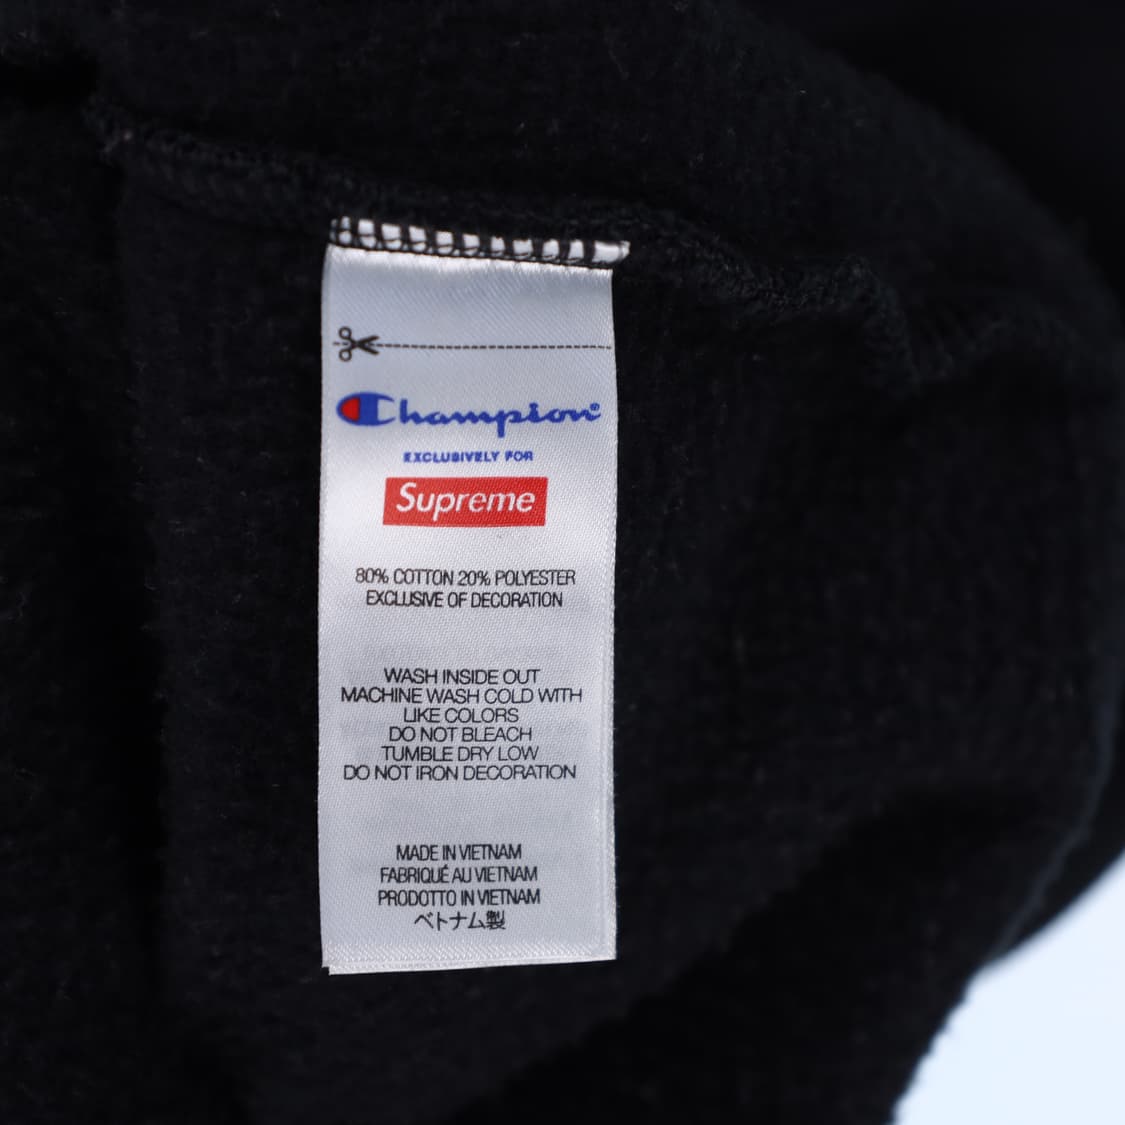 Champion®
EXCLUSIVELY FOR
Supreme
80% COTTON 20% POLYESTER
EXCLUSIVE OF DECORATION
WASH INSIDE OUT
MACHINE WASH COLD WITH
LIKE COLORS
DO NOT BLEACH
TUMBLE DRY LOW
DO NOT IRON DECORATION
MADE IN VIETNAM
FABRIQUÉ AU VIETNAM
PRODOTTO IN VIETNAM
ベトナム製